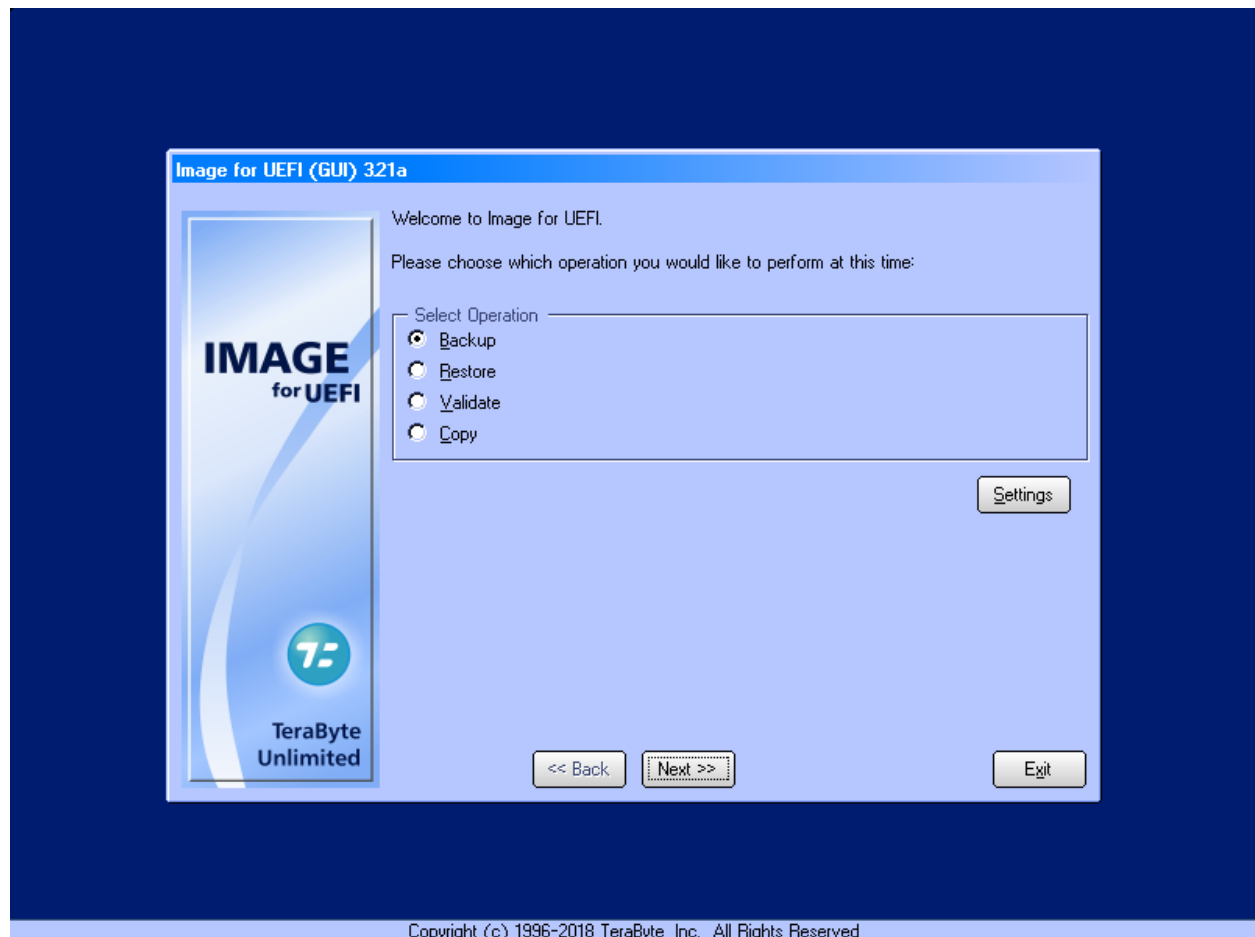 Image for UEFI (GUI) 3.21a
Welcome to Image for UEFI.
Please choose which operation you would like to perform at this time:
Select Operation
Backup
Restore
Validate
Copy
Settings
IMAGE
for UEFI
TeraByte
Unlimited
<< Back
Next >>
Exit
Copyright (c) 1996-2018 TeraByte, Inc. All Rights Reserved